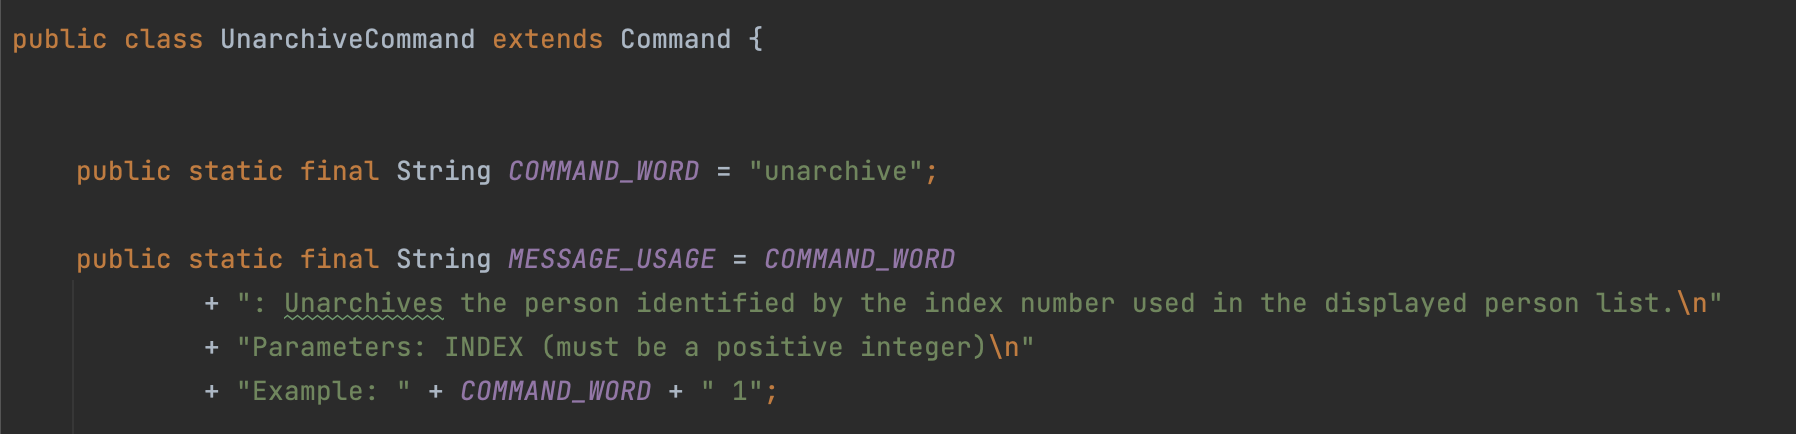 public class UnarchiveCommand extends Command {
public static final String COMMAND_WORD = "unarchive";
public static final String MESSAGE_USAGE = COMMAND_WORD
+ ": Unarchives the person identified by the index number used in the displayed person list.\n"
+ "Parameters: INDEX (must be a positive integer)\n"
+ "Example: " + COMMAND_WORD + " 1";